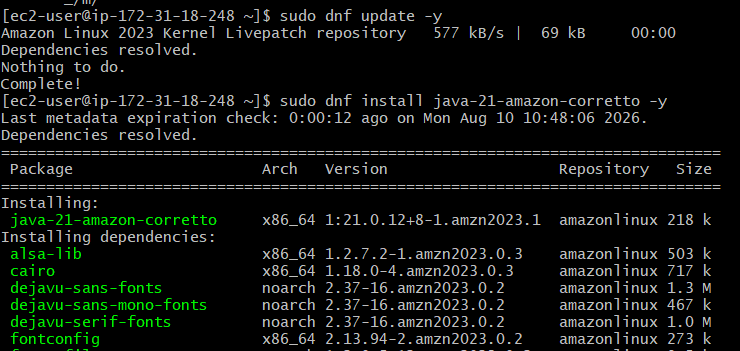 _/m/
[ec2-user@ip-172-31-18-248 ~]$ sudo dnf update -y
Amazon Linux 2023 Kernel Livepatch repository   577 kB/s |  69 kB     00:00
Dependencies resolved.
Nothing to do.
Complete!
[ec2-user@ip-172-31-18-248 ~]$ sudo dnf install java-21-amazon-corretto -y
Last metadata expiration check: 0:00:12 ago on Mon Aug 10 10:48:06 2026.
Dependencies resolved.
================================================================================
 Package                    Arch   Version                  Repository   Size
================================================================================
Installing:
 java-21-amazon-corretto    x86_64 1:21.0.12+8-1.amzn2023.1 amazonlinux 218 k
Installing dependencies:
 alsa-lib                   x86_64 1.2.7.2-1.amzn2023.0.3   amazonlinux 503 k
 cairo                      x86_64 1.18.0-4.amzn2023.0.3    amazonlinux 717 k
 dejavu-sans-fonts          noarch 2.37-16.amzn2023.0.2     amazonlinux 1.3 M
 dejavu-sans-mono-fonts     noarch 2.37-16.amzn2023.0.2     amazonlinux 467 k
 dejavu-serif-fonts         noarch 2.37-16.amzn2023.0.2     amazonlinux 1.0 M
 fontconfig                 x86_64 2.13.94-2.amzn2023.0.2   amazonlinux 273 k